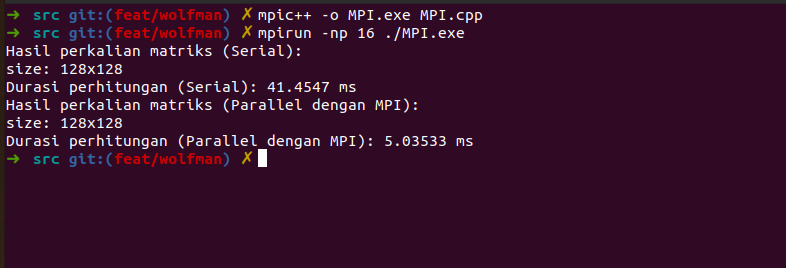 ➜ src git:(feat/wolfman) ✗ mpic++ -o MPI.exe MPI.cpp
➜ src git:(feat/wolfman) ✗ mpirun -np 16 ./MPI.exe
Hasil perkalian matriks (Serial):
size: 128x128
Durasi perhitungan (Serial): 41.4547 ms
Hasil perkalian matriks (Parallel dengan MPI):
size: 128x128
Durasi perhitungan (Parallel dengan MPI): 5.03533 ms
➜ src git:(feat/wolfman) ✗